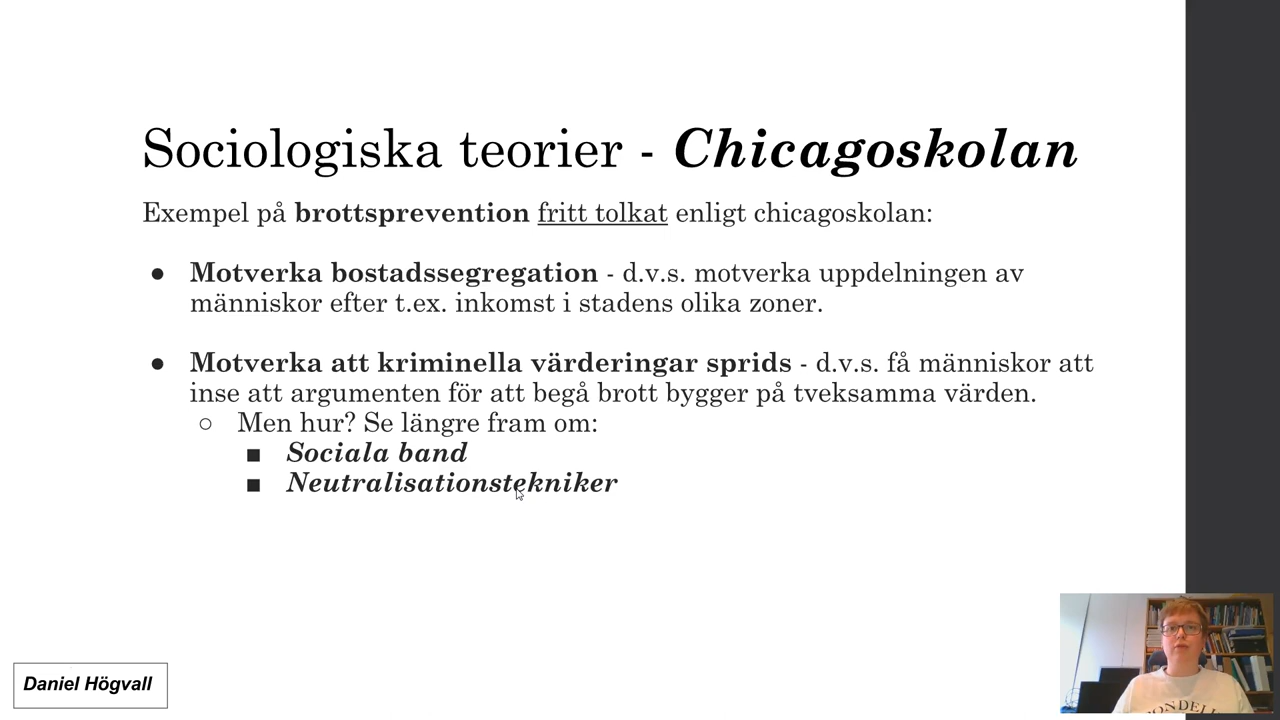 Sociologiska teorier - Chicagoskolan
Exempel på brottsprevention fritt tolkat enligt chicagoskolan:
● Motverka bostadssegregation - d.v.s. motverka uppdelningen av
människor efter t.ex. inkomst i stadens olika zoner.
● Motverka att kriminella värderingar sprids - d.v.s. få människor att
inse att argumenten för att begå brott bygger på tveksamma värden.
○ Men hur? Se längre fram om:
■ Sociala band
■ Neutralisationstekniker
Daniel Högvall